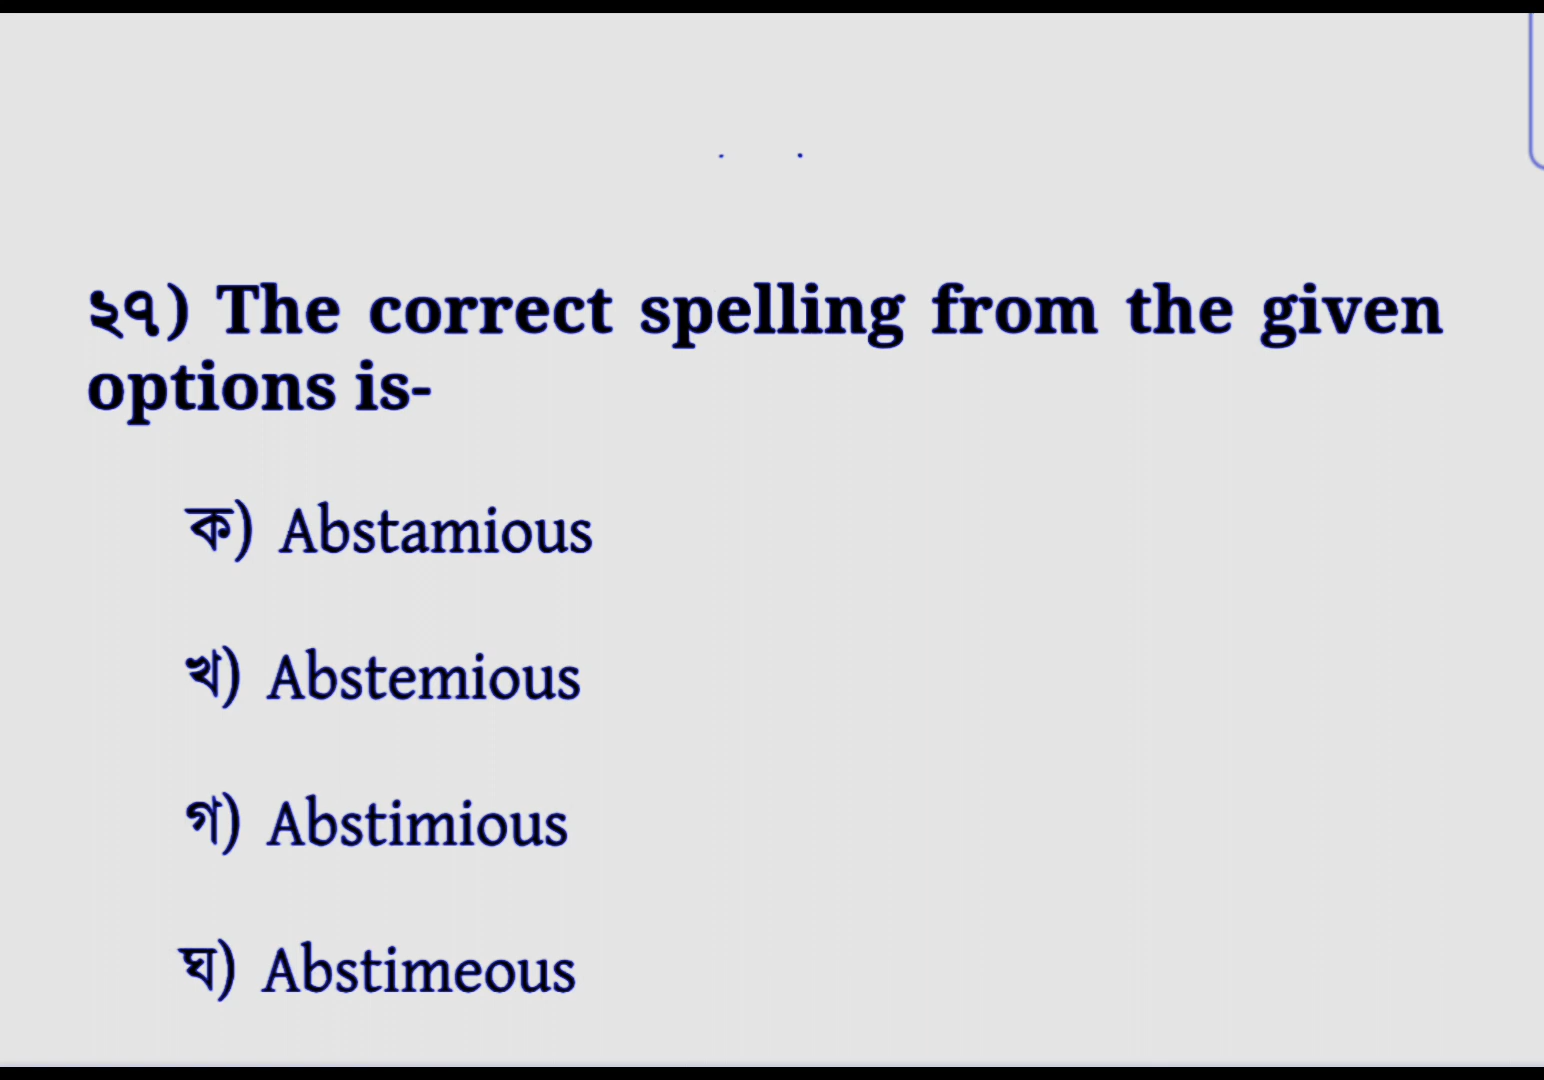 ২৭) The correct spelling from the given
options is-
ক) Abstamious
খ) Abstemious
গ) Abstimious
ঘ) Abstimeous